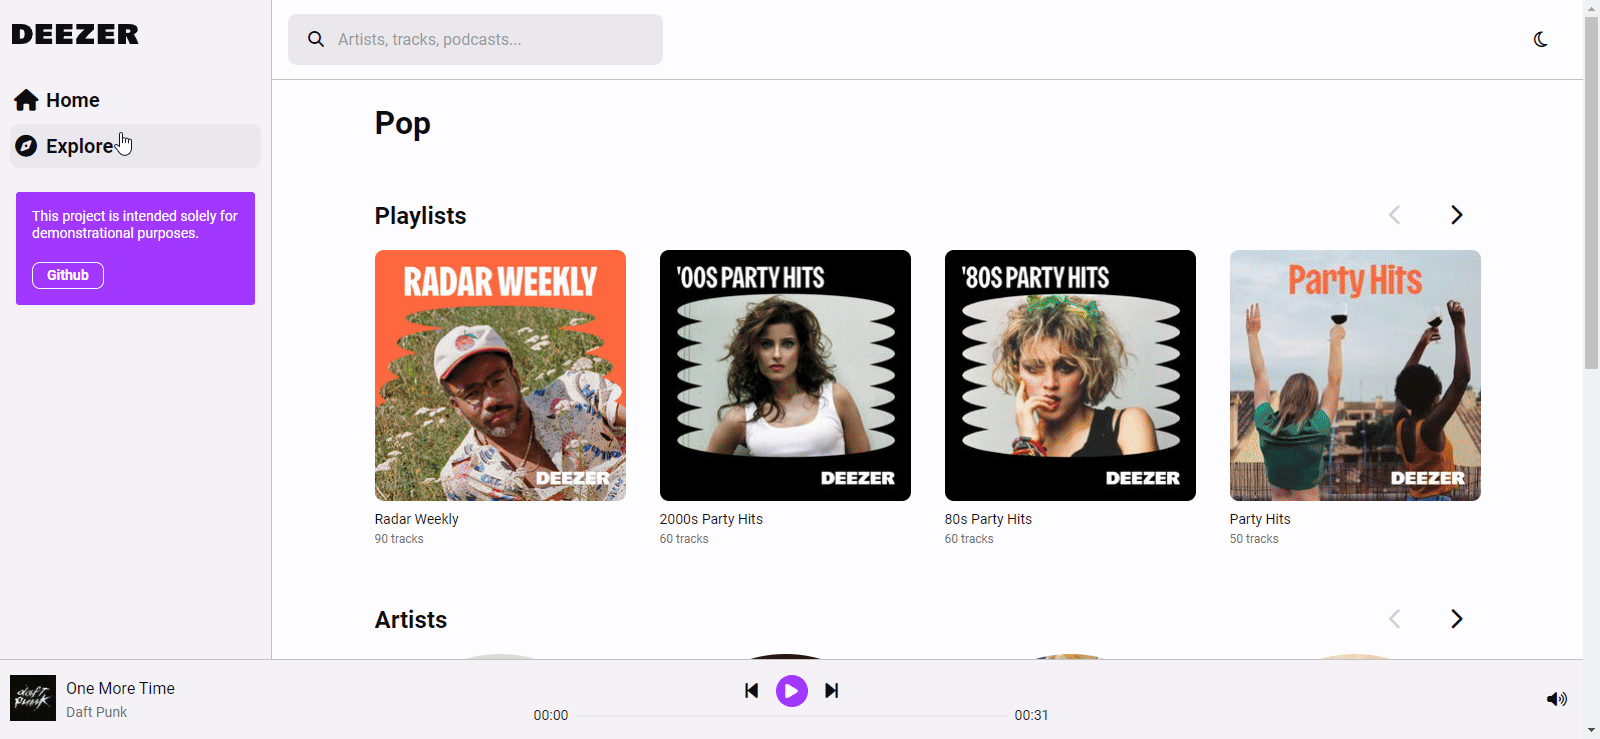 DEEZER
Home
Explore
This project is intended solely for
demonstrational purposes.
Github
Artists, tracks, podcasts...
Pop
Playlists
RADAR WEEKLY
DEEZER
Radar Weekly
90 tracks
'00S PARTY HITS
DEEZER
2000s Party Hits
60 tracks
'80S PARTY HITS
DEEZER
80s Party Hits
60 tracks
Party Hits
DEEZER
Party Hits
50 tracks
Artists
daft
punk
One More Time
Daft Punk
00:00
00:31